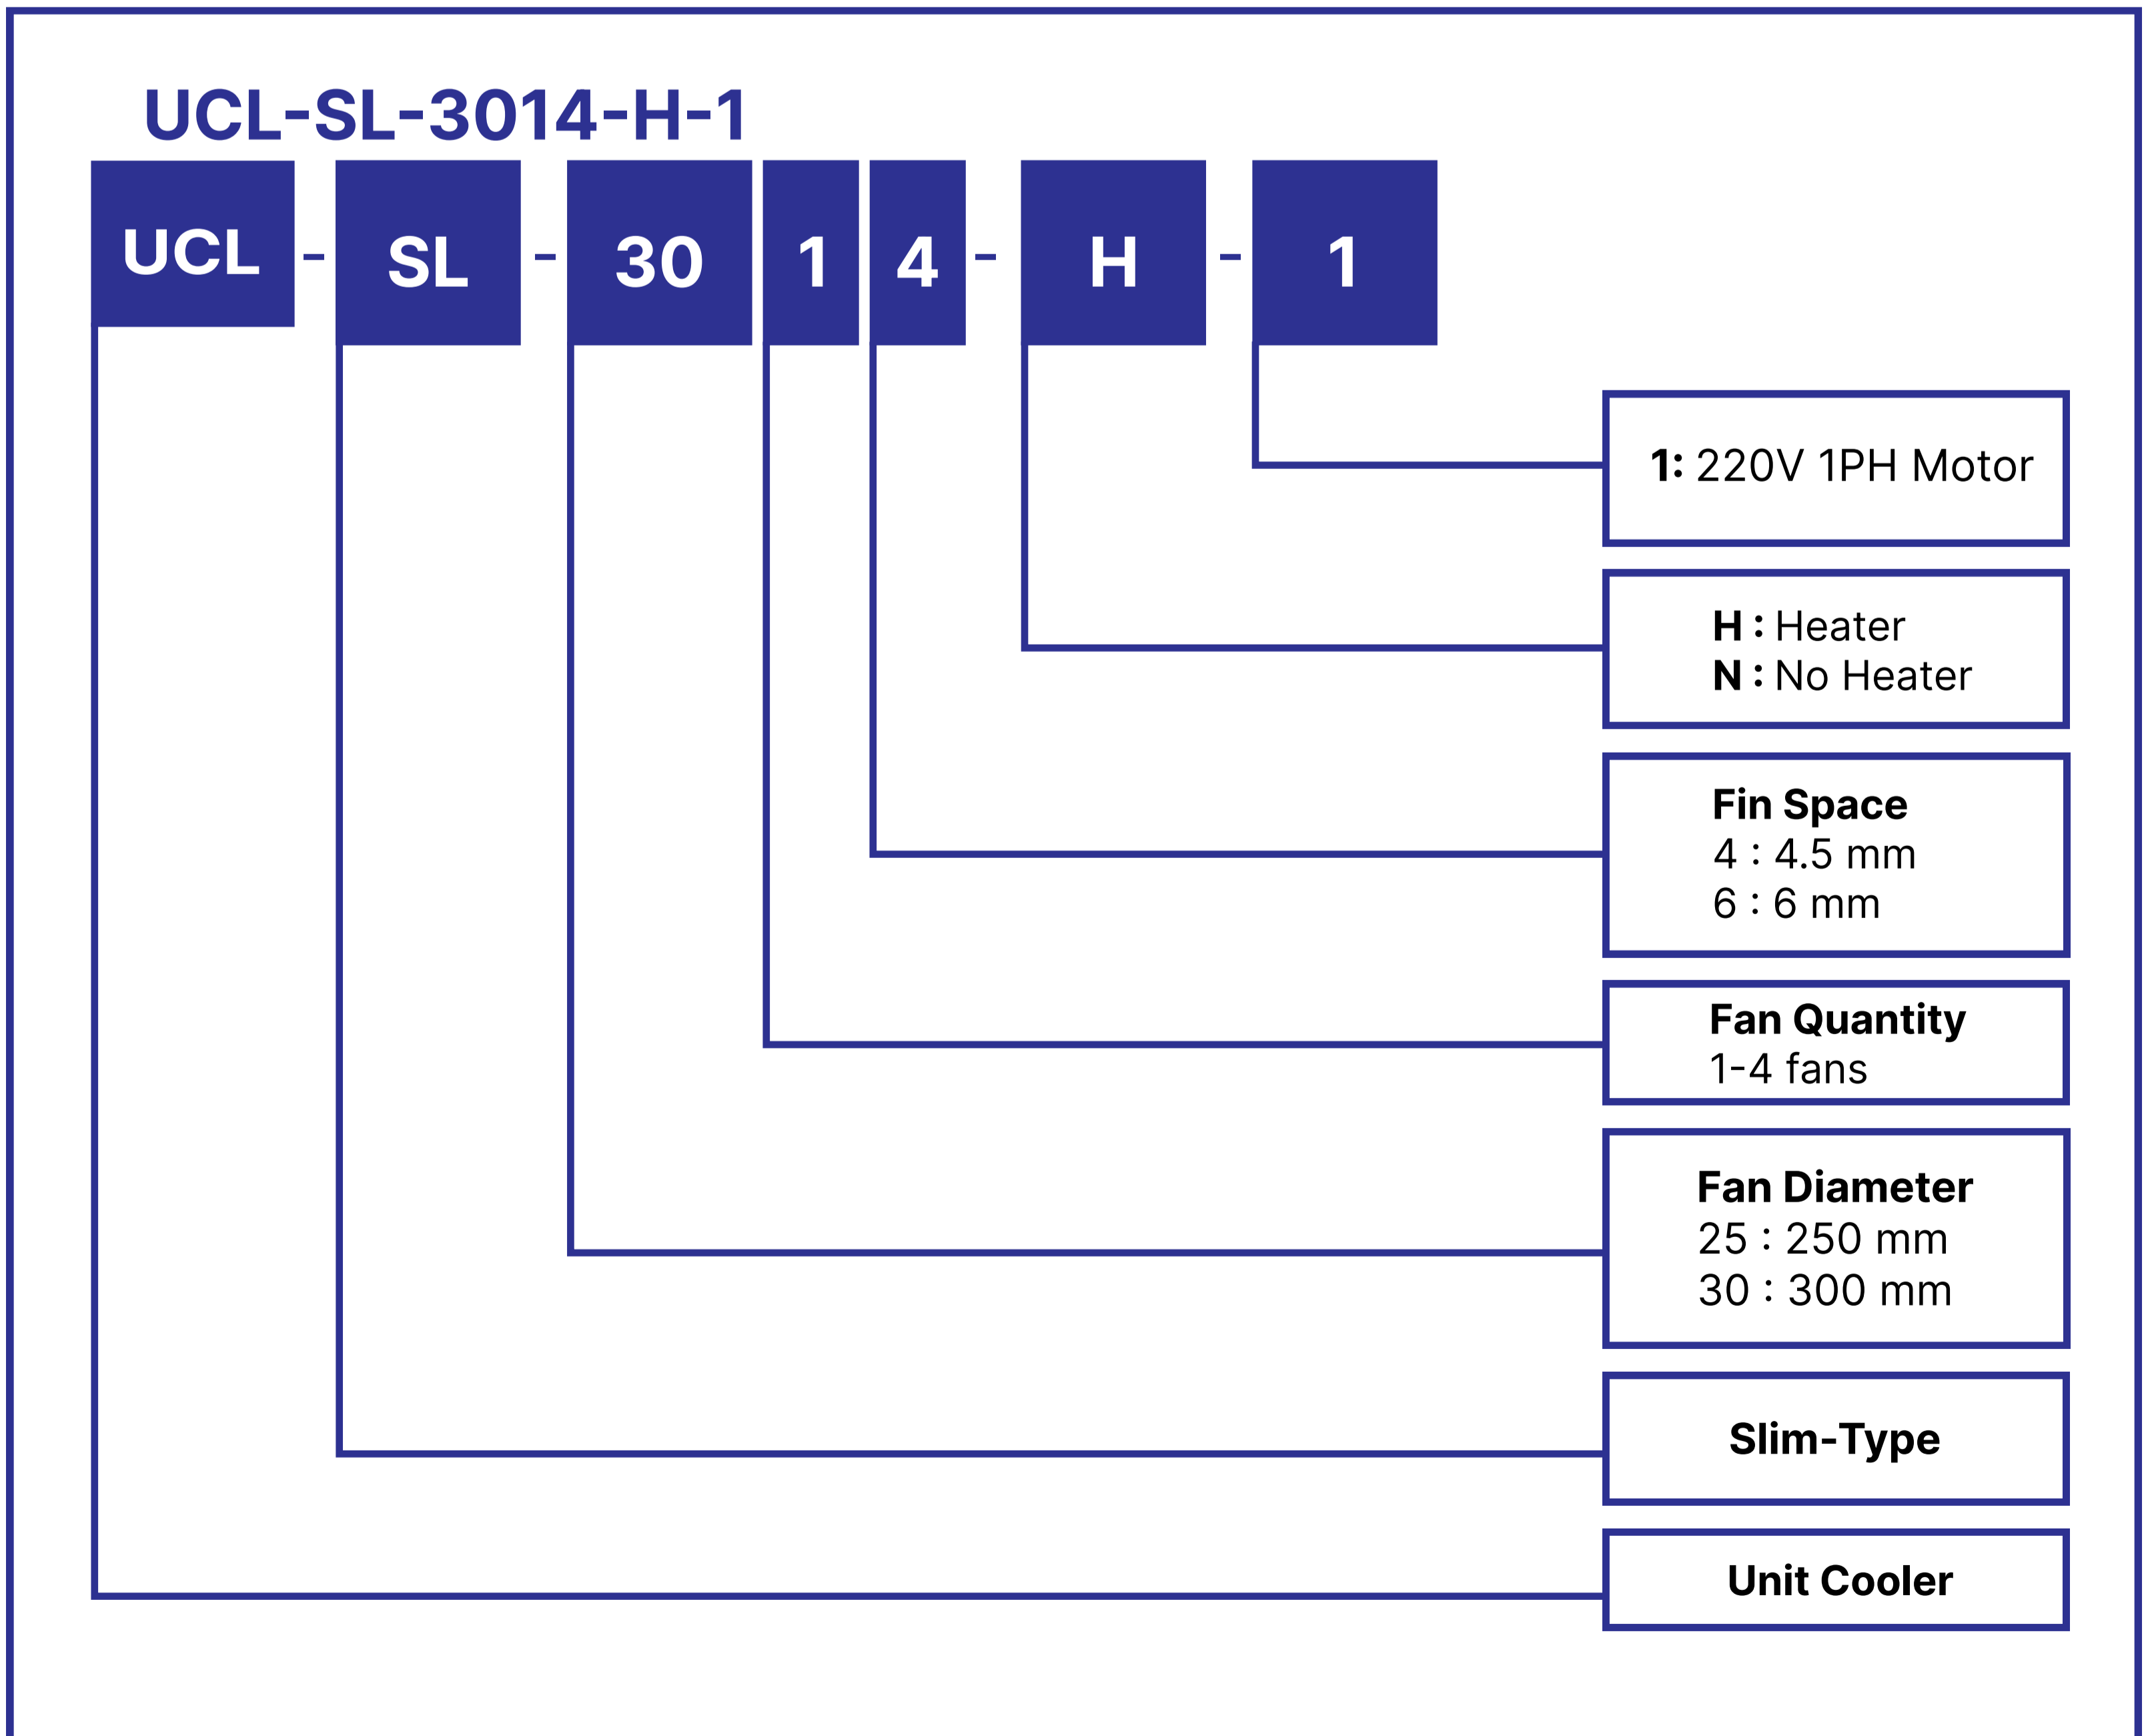 UCL-SL-3014-H-1
UCL - SL - 30 1 4 - H - 1
1: 220V 1PH Motor
H : Heater
N : No Heater
Fin Space
4 : 4.5 mm
6 : 6 mm
Fan Quantity
1-4 fans
Fan Diameter
25 : 250 mm
30 : 300 mm
Slim-Type
Unit Cooler